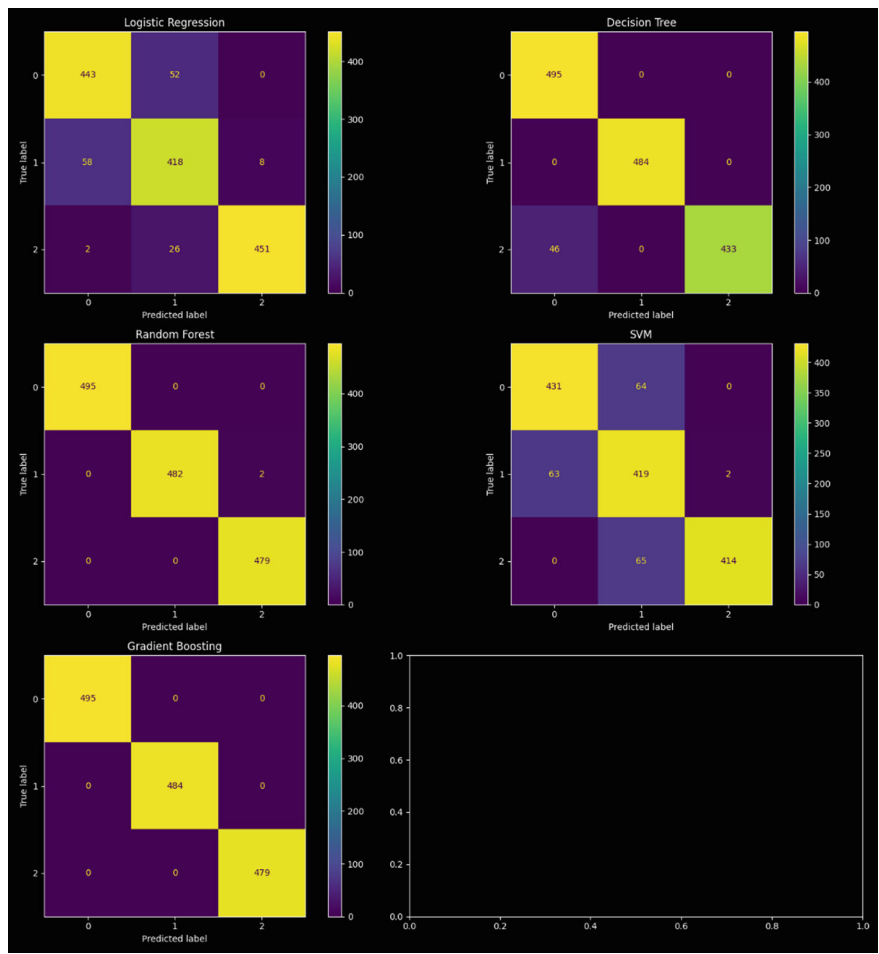 Logistic Regression
True label
0
1
2
443 52 0
58 418 8
2 26 451
0 1 2
Predicted label
400
300
200
100
0
Decision Tree
True label
0
1
2
495 0 0
0 484 0
46 0 433
0 1 2
Predicted label
400
300
200
100
0
Random Forest
True label
0
1
2
495 0 0
0 482 2
0 0 479
0 1 2
Predicted label
400
300
200
100
0
SVM
True label
0
1
2
431 64 0
63 419 2
0 65 414
0 1 2
Predicted label
400
350
300
250
200
150
100
50
0
Gradient Boosting
True label
0
1
2
495 0 0
0 484 0
0 0 479
0 1 2
Predicted label
400
300
200
100
0
1.0
0.8
0.6
0.4
0.2
0.0
0.0 0.2 0.4 0.6 0.8 1.0